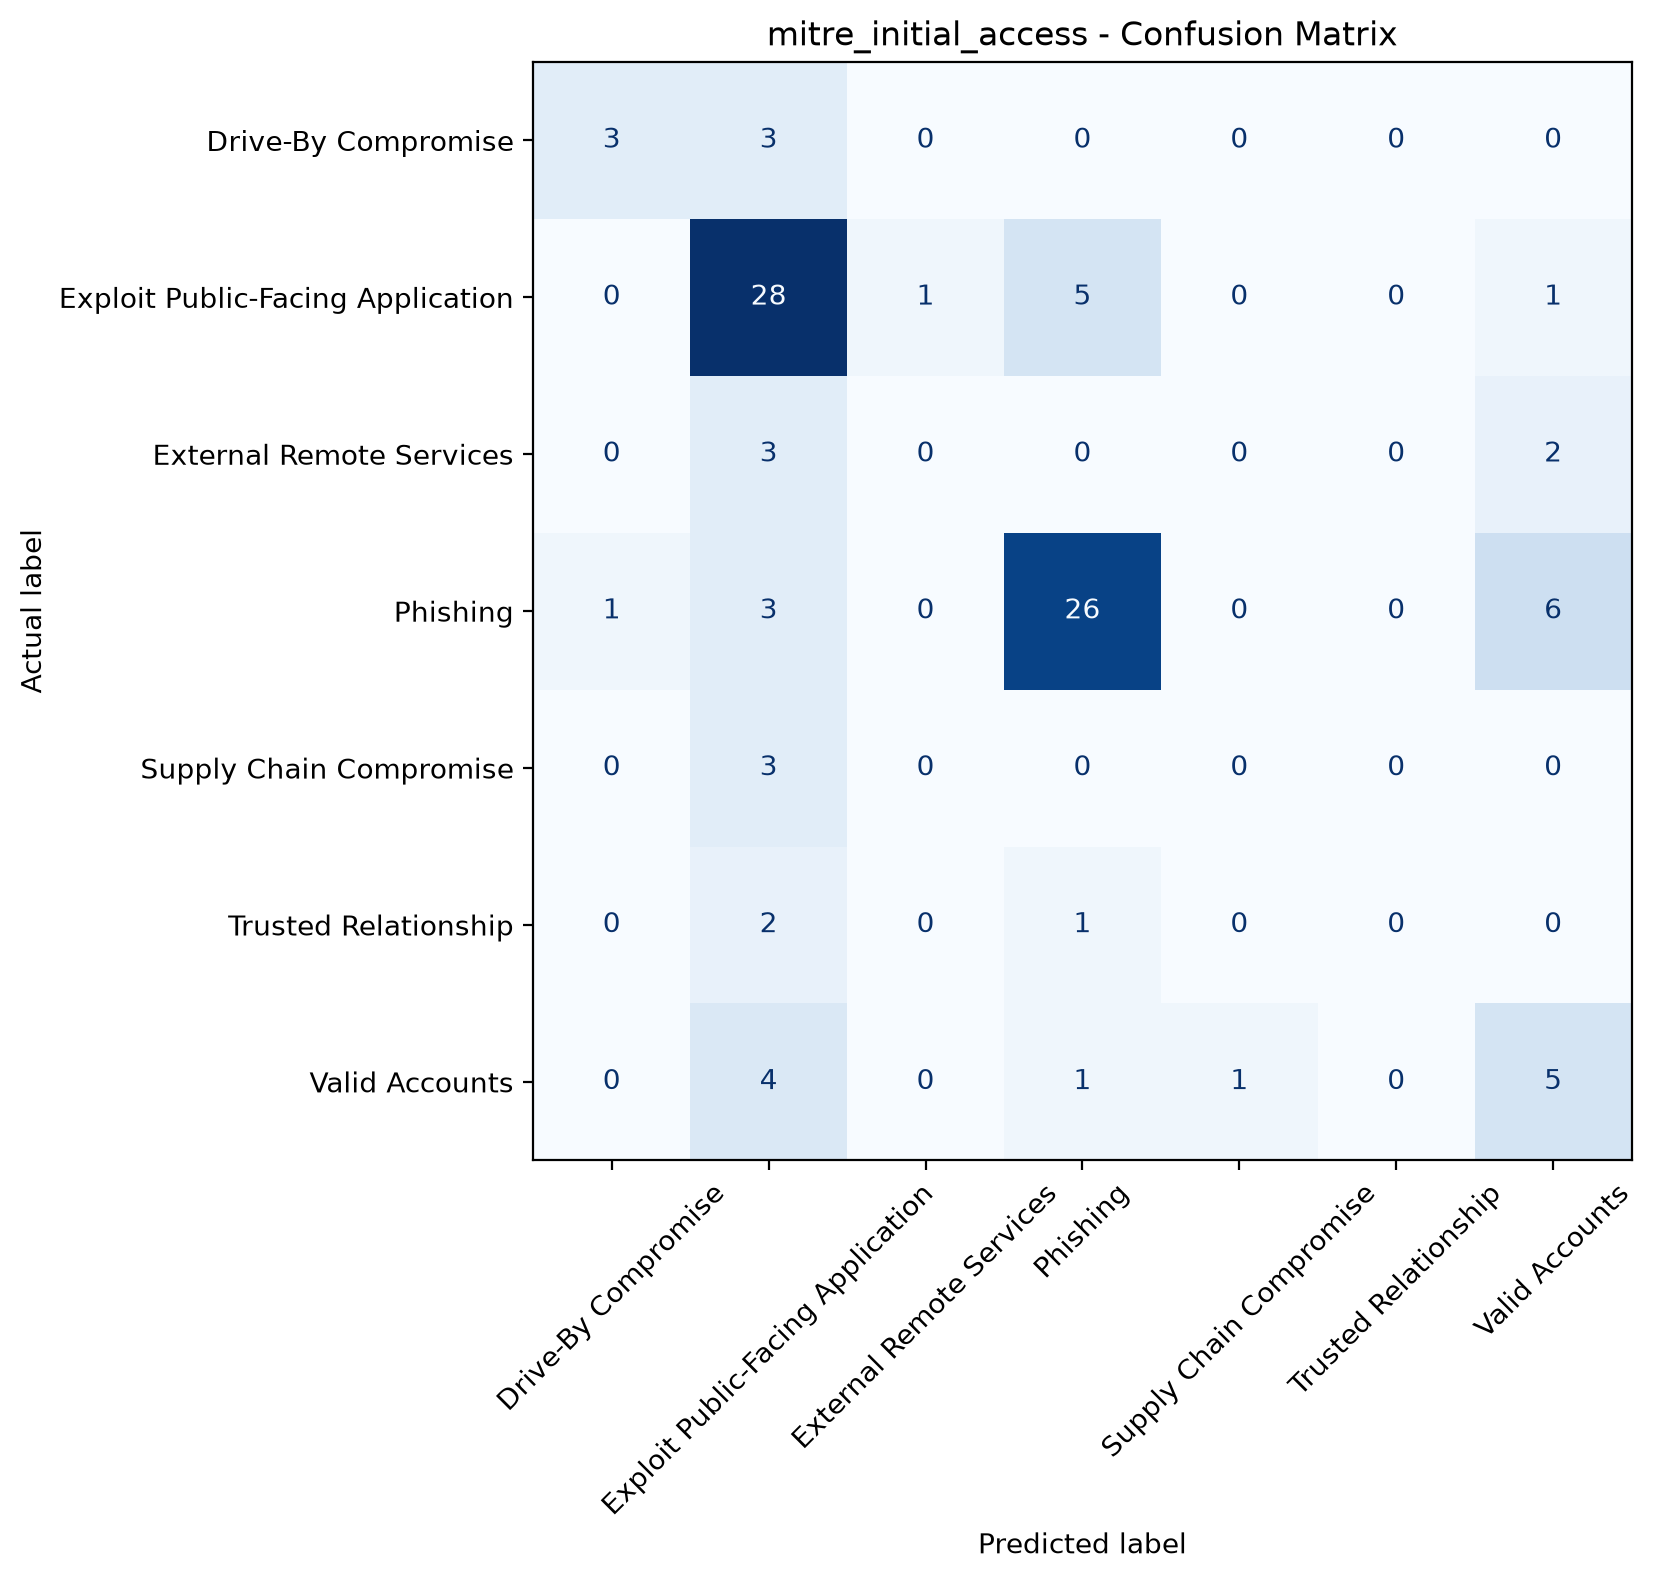 mitre_initial_access - Confusion Matrix
Drive-By Compromise 3 3 0 0 0 0 0
Exploit Public-Facing Application 0 28 1 5 0 0 1
External Remote Services 0 3 0 0 0 0 2
Phishing 1 3 0 26 0 0 6
Supply Chain Compromise 0 3 0 0 0 0 0
Trusted Relationship 0 2 0 1 0 0 0
Valid Accounts 0 4 0 1 1 0 5
Actual label
Drive-By Compromise
Exploit Public-Facing Application
External Remote Services
Phishing
Supply Chain Compromise
Trusted Relationship
Valid Accounts
Predicted label